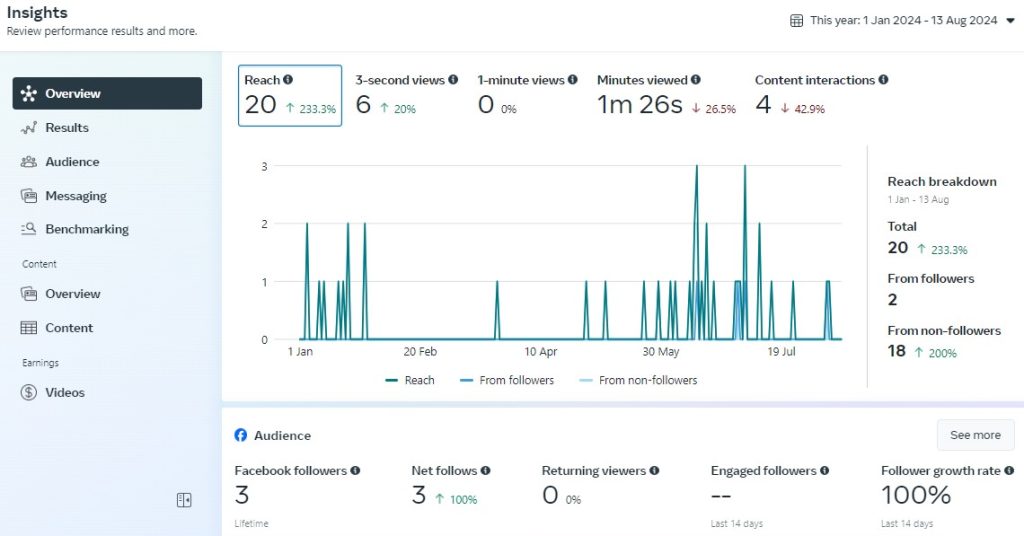 Insights
Review performance results and more.
This year: 1 Jan 2024 - 13 Aug 2024
Overview
Results
Audience
Messaging
Benchmarking
Content
Overview
Content
Earnings
Videos
Reach 3-second views 1-minute views Minutes viewed Content interactions
20 ↑ 233.3% 6 ↑ 20% 0 0% 1m 26s ↓ 26.5% 4 ↓ 42.9%
3
2
1
0
1 Jan 20 Feb 10 Apr 30 May 19 Jul
Reach From followers From non-followers
Reach breakdown
1 Jan - 13 Aug
Total
20 ↑ 233.3%
From followers
2
From non-followers
18 ↑ 200%
Audience
See more
Facebook followers Net follows Returning viewers Engaged followers Follower growth rate
3 3 ↑ 100% 0 0% -- 100%
Lifetime Last 14 days Last 14 days